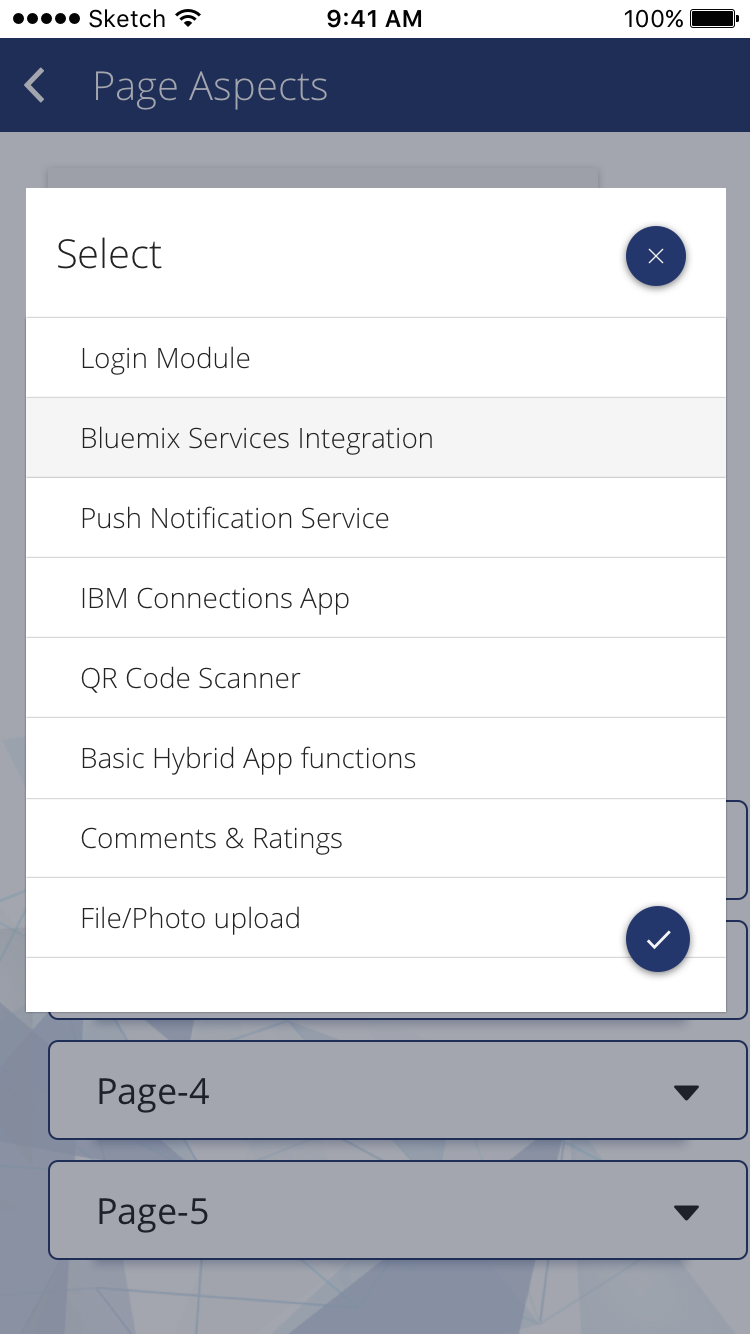 Sketch 9:41 AM 100%
Page Aspects
Select
Login Module
Bluemix Services Integration
Push Notification Service
IBM Connections App
QR Code Scanner
Basic Hybrid App functions
Comments & Ratings
File/Photo upload
Page-4
Page-5